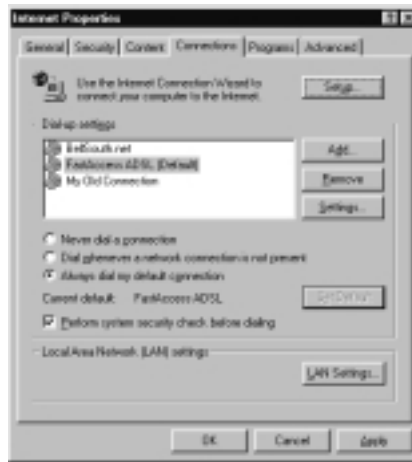 Internet Properties
General Security Content Connections Programs Advanced
Use the Internet Connection Wizard to
connect your computer to the Internet.
Setup...
Dial-up settings
BellSouth.net
FastAccess ADSL (Default)
My Old Connection
Add...
Remove
Settings...
Never dial a connection
Dial whenever a network connection is not present
Always dial my default connection
Current default: FastAccess ADSL
Set Default
Perform system security check before dialing
Local Area Network (LAN) settings
LAN Settings...
OK Cancel Apply